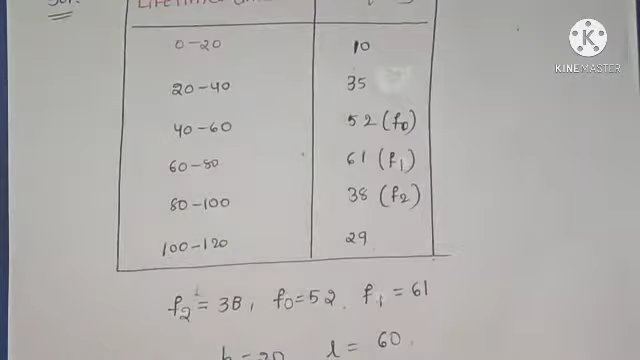 KINEMASTER
0-20 10
20-40 35
40-60 52 (f0)
60-80 61 (f1)
80-100 38 (f2)
100-120 29
f2 = 38, f0=52, f1 = 61
h=20 l = 60.